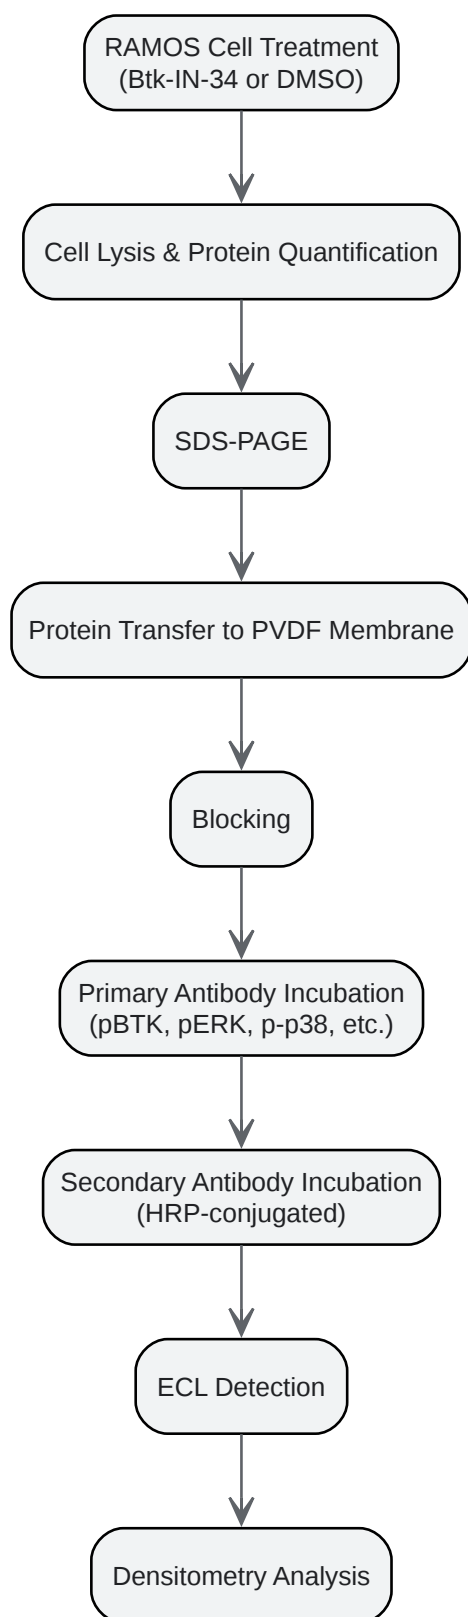 RAMOS Cell Treatment
(Btk-IN-34 or DMSO)
Cell Lysis & Protein Quantification
SDS-PAGE
Protein Transfer to PVDF Membrane
Blocking
Primary Antibody Incubation
(pBTK, pERK, p-p38, etc.)
Secondary Antibody Incubation
(HRP-conjugated)
ECL Detection
Densitometry Analysis